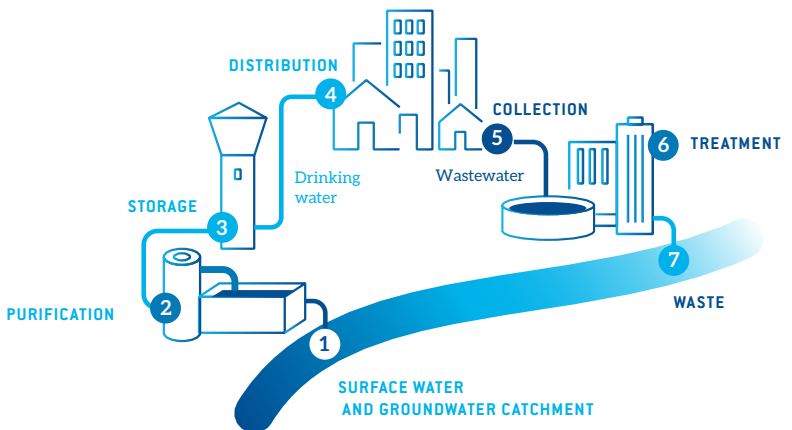 DISTRIBUTION
4
COLLECTION
5
6
TREATMENT
Drinking
water
Wastewater
STORAGE
3
7
WASTE
2
PURIFICATION
1
SURFACE WATER
AND GROUNDWATER CATCHMENT